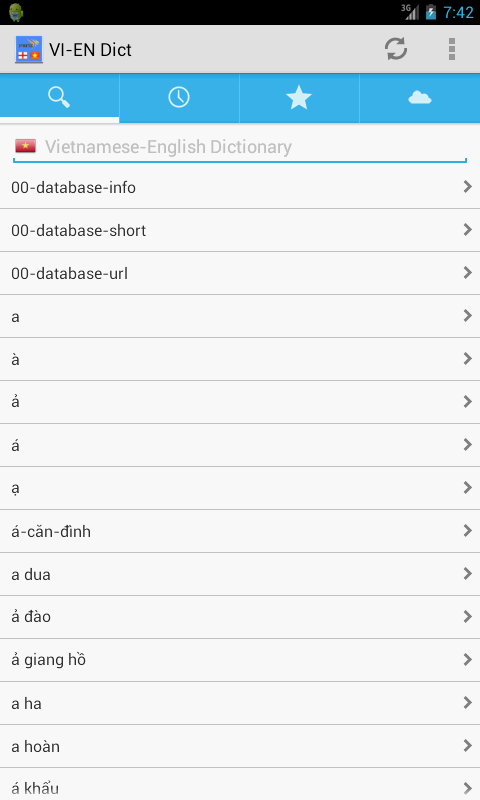 3G
7:42
VI-EN Dict
Vietnamese-English Dictionary
00-database-info
00-database-short
00-database-url
a
à
ả
á
ạ
á-căn-đình
a dua
ả đào
ả giang hồ
a ha
a hoàn
á khẩu